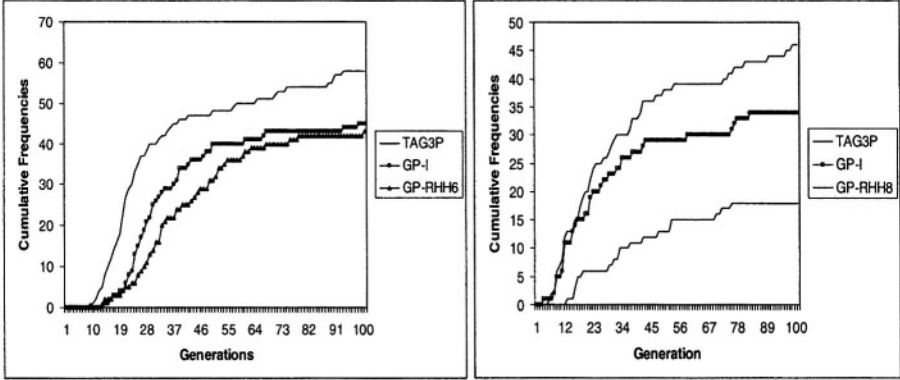 70
60
50
40
30
20
10
0
Cumulative Frequencies
1 10 19 28 37 46 55 64 73 82 91 100
Generations
TAG3P
GP-I
GP-RHH6
50
45
40
35
30
25
20
15
10
5
0
Cumulative Frequencies
1 12 23 34 45 56 67 78 89 100
Generation
TAG3P
GP-I
GP-RHH8